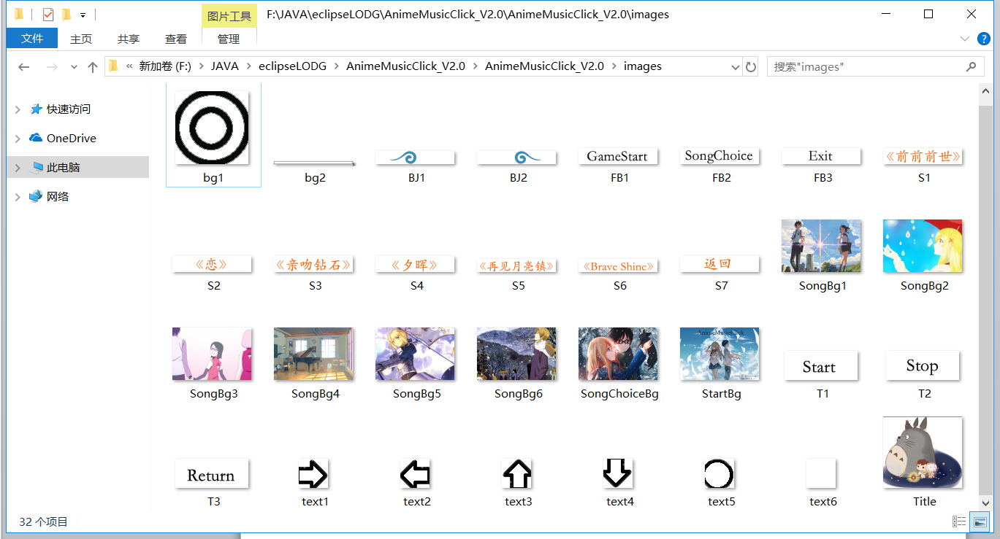 图片工具 F:\JAVA\eclipseLODG\AnimeMusicClick_V2.0\AnimeMusicClick_V2.0\images
文件 主页 共享 查看 管理
« 新加卷 (F:) > JAVA > eclipseLODG > AnimeMusicClick_V2.0 > AnimeMusicClick_V2.0 > images
搜索"images"
快速访问
OneDrive
此电脑
网络
GameStart SongChoice Exit 《前前前世》
bg1 bg2 BJ1 BJ2 FB1 FB2 FB3 S1
《恋》 《亲吻钻石》 《夕晖》 《再见月亮镇》 《Brave Shine》 返回
S2 S3 S4 S5 S6 S7 SongBg1 SongBg2
AnimeMusicClick
Start Stop
SongBg3 SongBg4 SongBg5 SongBg6 SongChoiceBg StartBg T1 T2
Return
T3 text1 text2 text3 text4 text5 text6 Title
32 个项目